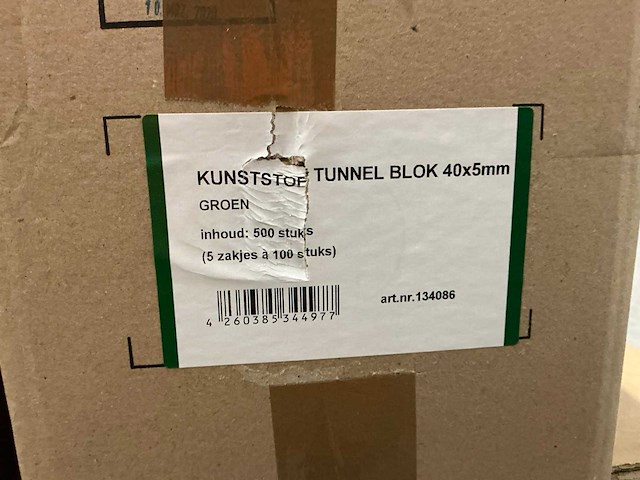 KUNSTSTOF TUNNEL BLOK 40x5mm
GROEN
inhoud: 500 stuks
(5 zakjes à 100 stuks)
art.nr.134086
4 260385 344977